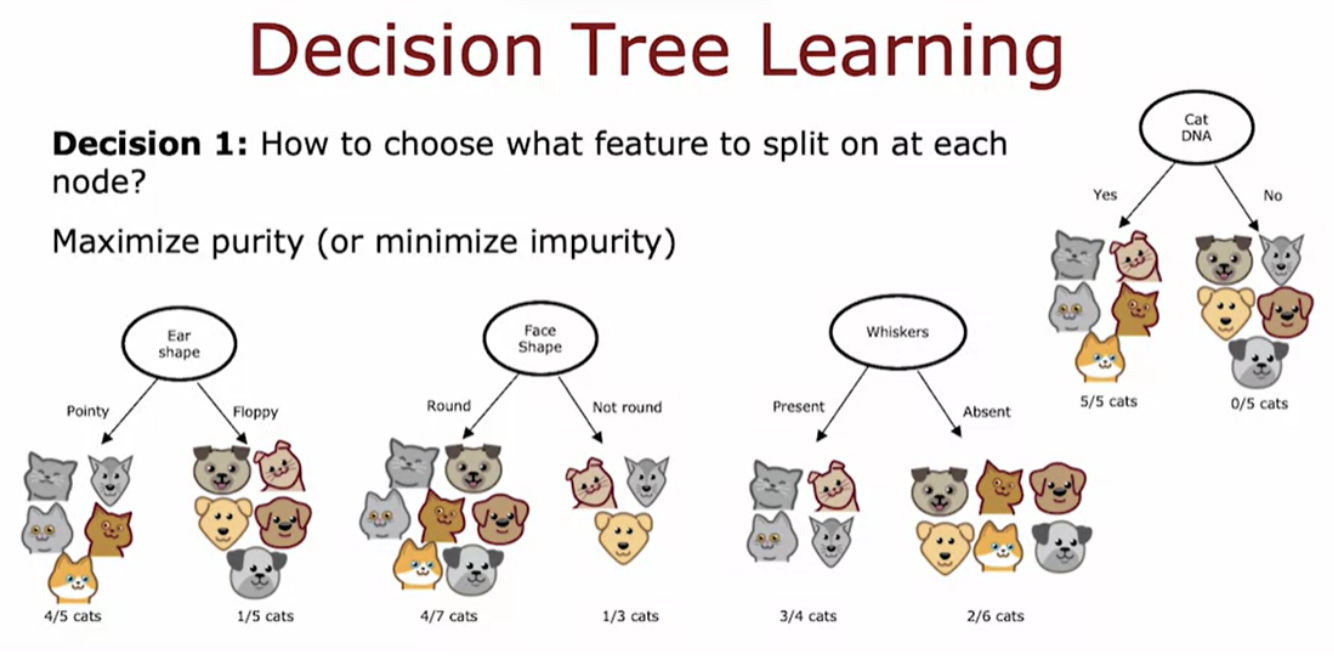 Decision Tree Learning
Decision 1: How to choose what feature to split on at each
node?
Maximize purity (or minimize impurity)
Cat
DNA
Yes
No
5/5 cats
0/5 cats
Ear
shape
Pointy
Floppy
4/5 cats
1/5 cats
Face
Shape
Round
Not round
4/7 cats
1/3 cats
Whiskers
Present
Absent
3/4 cats
2/6 cats